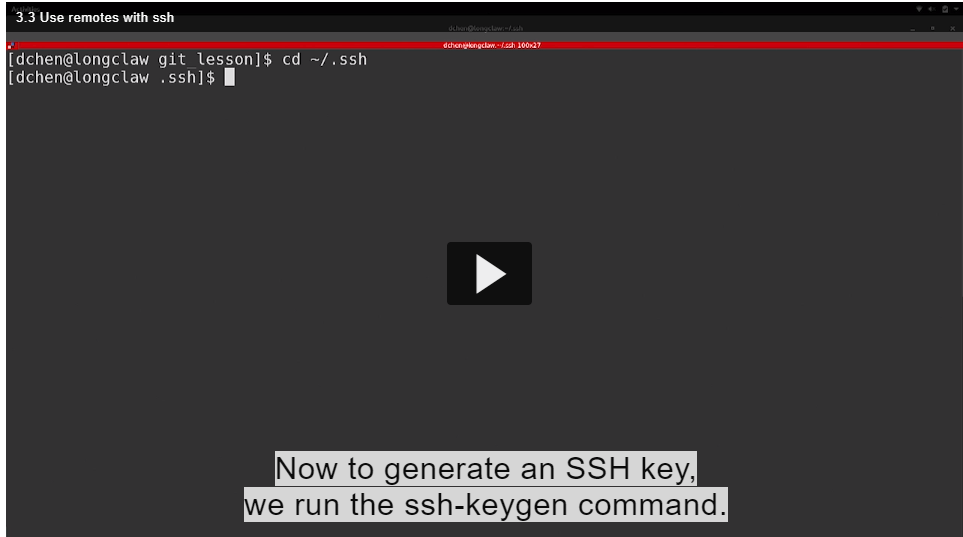 3.3 Use remotes with ssh
dchen@longclaw:~/.ssh
dchen@longclaw:~/.ssh 100x27
[dchen@longclaw git_lesson]$ cd ~/.ssh
[dchen@longclaw .ssh]$
Now to generate an SSH key,
we run the ssh-keygen command.